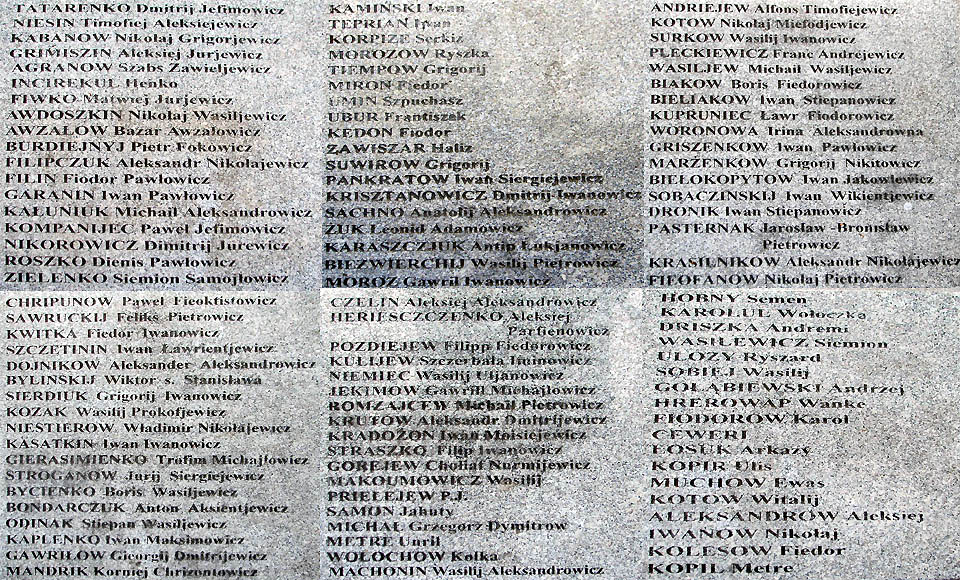 TATARENKO Dmitrij Jefimowicz
NIESIN Timofiej Aleksiejewicz
KABANOW Nikołaj Grigorjewicz
GRIMISZIN Aleksiej Jurjewicz
AGRANOW Szabs Zawieljewicz
INCIREKUL Heńko
FIWKO Matwiej Jurjewicz
AWDOSZKIN Nikołaj Wasiljewicz
AWZAŁOW Bazar Awzałowicz
BURDIEJNYJ Pietr Fokowicz
FILIPCZUK Aleksandr Nikołajewicz
FILIN Fiodor Pawłowicz
GARANIN Iwan Pawłowicz
KAŁUNIUK Michaił Aleksandrowicz
KOMPANIJEC Paweł Jefimowicz
NIKOROWICZ Dimitrij Jurewicz
ROSZKO Dienis Pawłowicz
ZIELENKO Siemion Samojłowicz
KAMIŃSKI Iwan
TEPRIAN Iwan
KORPIZE Serkiz
MOROZOW Ryszka
TIEMPOW Grigorij
MIRON Fiedor
UMIN Szpuchasz
UBUR Frantiszek
KEDON Fiodor
ZAWISZAR Haliz
SUWIROW Grigorij
PANKRATOW Iwan Siergiejewicz
KRISZTANOWICZ Dmitrij Iwanowicz
SACHNO Anatolij Aleksandrowicz
ŻUK Leonid Adamowicz
KARASZCZJUK Antip Łukjanowicz
BIEZWIERCHIJ Wasilij Pietrowicz
MOROZ Gawrił Iwanowicz
ANDRIEJEW Alfons Timofiejewicz
KOTOW Nikołaj Miefodjewicz
SURKOW Wasilij Iwanowicz
PLECKIEWICZ Franc Andrejewicz
WASILJEW Michaił Wasiljewicz
BIAKOW Boris Fiedorowicz
BIELIAKOW Iwan Stiepanowicz
KUPRUNIEC Ławr Fiodorowicz
WORONOWA Irina Aleksandrowna
GRISZENKOW Iwan Pawłowicz
MARŻENKOW Grigorij Nikitowicz
BIEŁOKOPYTOW Iwan Jakowlewicz
SOBACZINSKIJ Iwan Wikientjewicz
DRONIK Iwan Stiepanowicz
PASTERNAK Jarosław -Bronisław
Pietrowicz
KRASILNIKOW Aleksandr Nikołajewicz
FIEOFANOW Nikołaj Pietrowicz
CHRIPUNOW Paweł Fieoktistowicz
SAWRUCKIJ Feliks Pietrowicz
KWITKA Fiedor Iwanowicz
SZCZETININ Iwan Ławrientjewicz
DOJNIKOW Aleksander Aleksandrowicz
BYLINSKIJ Wiktor s. Stanisława
SIERDIUK Grigorij Iwanowicz
KOZAK Wasilij Prokofjewicz
NIESTIEROW Władimir Nikołajewicz
KASATKIN Iwan Iwanowicz
GIERASIMIENKO Trofim Michajłowicz
STROGANOW Jurij Siergiejewicz
BYCIENKO Boris Wasiljewicz
BONDARCZUK Anton Aksientjewicz
ODINAK Stiepan Wasiljewicz
KAPLENKO Iwan Maksimowicz
GAWRIŁOW Gieorgij Dmitrijewicz
MANDRIK Korniej Chrizontowicz
CZELIN Aleksiej Aleksandrowicz
HERIESZCZENKO Aleksiej
Partienowicz
POZDIEJEW Filipp Fiedorowicz
KULIJEW Szczerbała Iminowicz
NIEMIEC Wasilij Uljanowicz
JEKIMOW Gawrił Michajłowicz
ROMZAJCEW Michaił Pietrowicz
KRUTOW Aleksandr Dmitrijewicz
KRADOŻON Iwan Moisiejewicz
STRASZKO Filip Iwanowicz
GOREJEW Choliat Nurmijewicz
MAKOUMOWICZ Wasilij
PRIELEJEW P.J.
SAMON Jakuty
MICHAŁ Grzegorz Dymitrow
METRE Unril
WOŁOCHOW Kolka
MACHONIN Wasilij Aleksandrowicz
HOBNY Semen
KAROLUL Wołoczka
DRISZKA Andremi
WASILEWICZ Siemion
ULOZY Ryszard
SOBIEJ Wasilij
GOŁĄBIEWSKI Andrzej
HREROWAP Wanke
FIODOROW Karol
CEWERI
ŁOSUK Arkazy
KOPIR Ulis
MUCHOW Ewas
KOTOW Witalij
ALEKSANDRÓW Aleksiej
IWANOW Nikołaj
KOLESOW Fiedor
KOPIL Metre